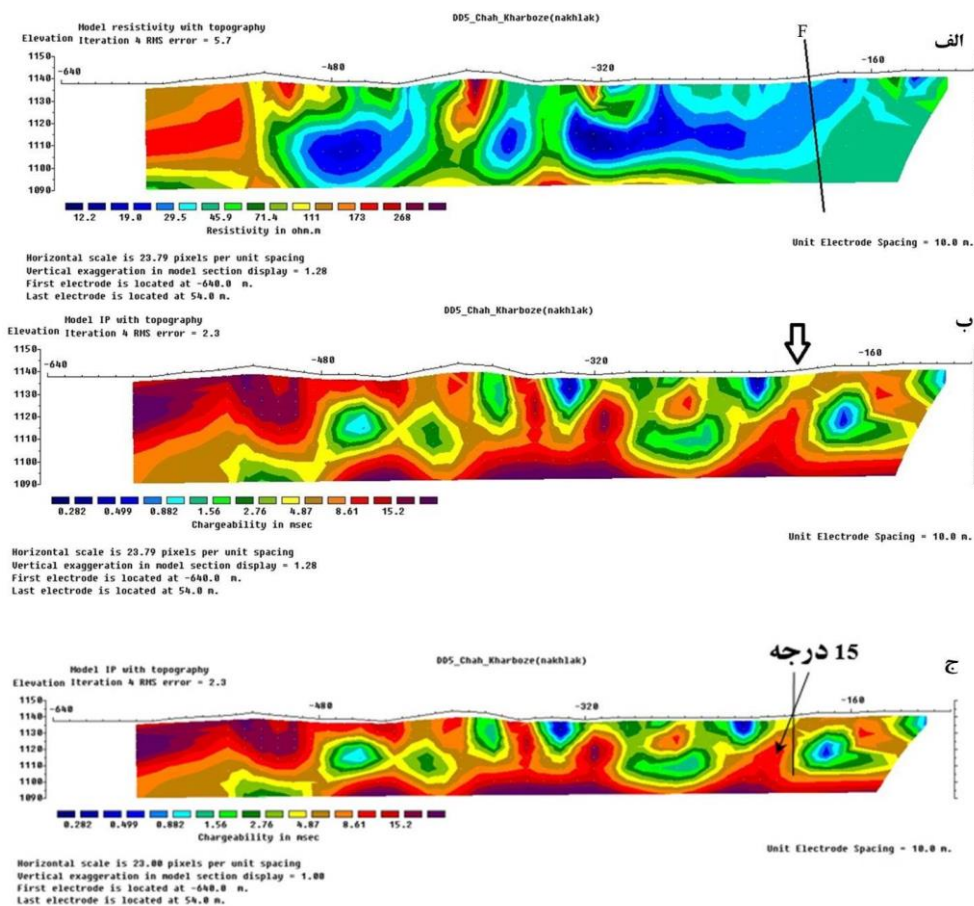 DD5_Chah_Kharboze(nakhlak)
Model resistivity with topography
Elevation Iteration 4 RMS error = 5.7
F
الف
1150
-640
-480
-320
-160
1140
1130
1120
1110
1100
1090
12.2 19.0 29.5 45.9 71.4 111 173 268
Resistivity in ohm.m
Unit Electrode Spacing = 10.0 m.
Horizontal scale is 23.79 pixels per unit spacing
Vertical exaggeration in model section display = 1.28
First electrode is located at -640.0 m.
Last electrode is located at 54.0 m.
DD5_Chah_Kharboze(nakhlak)
ب
Model IP with topography
Elevation Iteration 4 RMS error = 2.3
1150
-640
-480
-320
-160
1140
1130
1120
1110
1100
1090
0.282 0.499 0.882 1.56 2.76 4.87 8.61 15.2
Chargeability in msec
Unit Electrode Spacing = 10.0 m.
Horizontal scale is 23.79 pixels per unit spacing
Vertical exaggeration in model section display = 1.28
First electrode is located at -640.0 m.
Last electrode is located at 54.0 m.
15 درجه
ج
DD5_Chah_Kharboze(nakhlak)
Model IP with topography
Elevation Iteration 4 RMS error = 2.3
1150
-640
-480
-320
-160
1140
1130
1120
1110
1100
1090
0.282 0.499 0.882 1.56 2.76 4.87 8.61 15.2
Chargeability in msec
Unit Electrode Spacing = 10.0 m.
Horizontal scale is 23.00 pixels per unit spacing
Vertical exaggeration in model section display = 1.00
First electrode is located at -640.0 m.
Last electrode is located at 54.0 m.